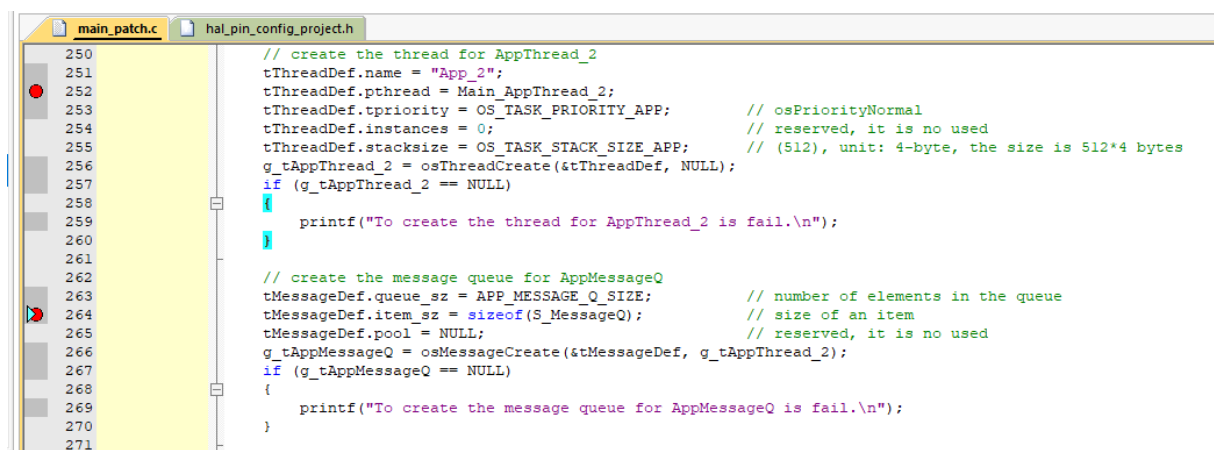 main_patch.c hal_pin_config_project.h
250 // create the thread for AppThread_2
251 tThreadDef.name = "App_2";
252 tThreadDef.pthread = Main_AppThread_2;
253 tThreadDef.tpriority = OS_TASK_PRIORITY_APP; // osPriorityNormal
254 tThreadDef.instances = 0; // reserved, it is no used
255 tThreadDef.stacksize = OS_TASK_STACK_SIZE_APP; // (512), unit: 4-byte, the size is 512*4 bytes
256 g_tAppThread_2 = osThreadCreate(&tThreadDef, NULL);
257 if (g_tAppThread_2 == NULL)
258 {
259 printf("To create the thread for AppThread_2 is fail.\n");
260 }
261
262 // create the message queue for AppMessageQ
263 tMessageDef.queue_sz = APP_MESSAGE_Q_SIZE; // number of elements in the queue
264 tMessageDef.item_sz = sizeof(S_MessageQ); // size of an item
265 tMessageDef.pool = NULL; // reserved, it is no used
266 g_tAppMessageQ = osMessageCreate(&tMessageDef, g_tAppThread_2);
267 if (g_tAppMessageQ == NULL)
268 {
269 printf("To create the message queue for AppMessageQ is fail.\n");
270 }
271